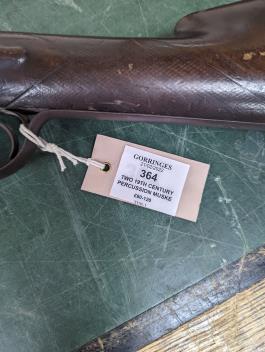 GORRINGES
364
TWO 19TH CENTURY
PERCUSSION MUSKE
£80-120